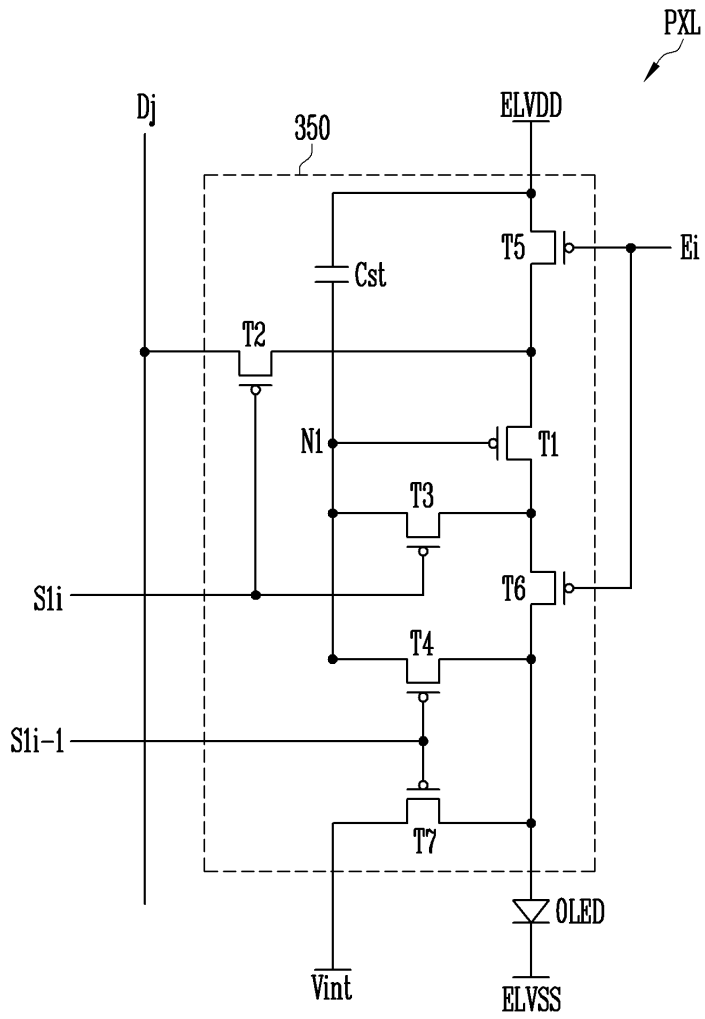 PXL
Dj
ELVDD
350
T5
Ei
Cst
T2
N1
T1
T3
S1i
T6
T4
S1i-1
T7
OLED
Vint
ELVSS